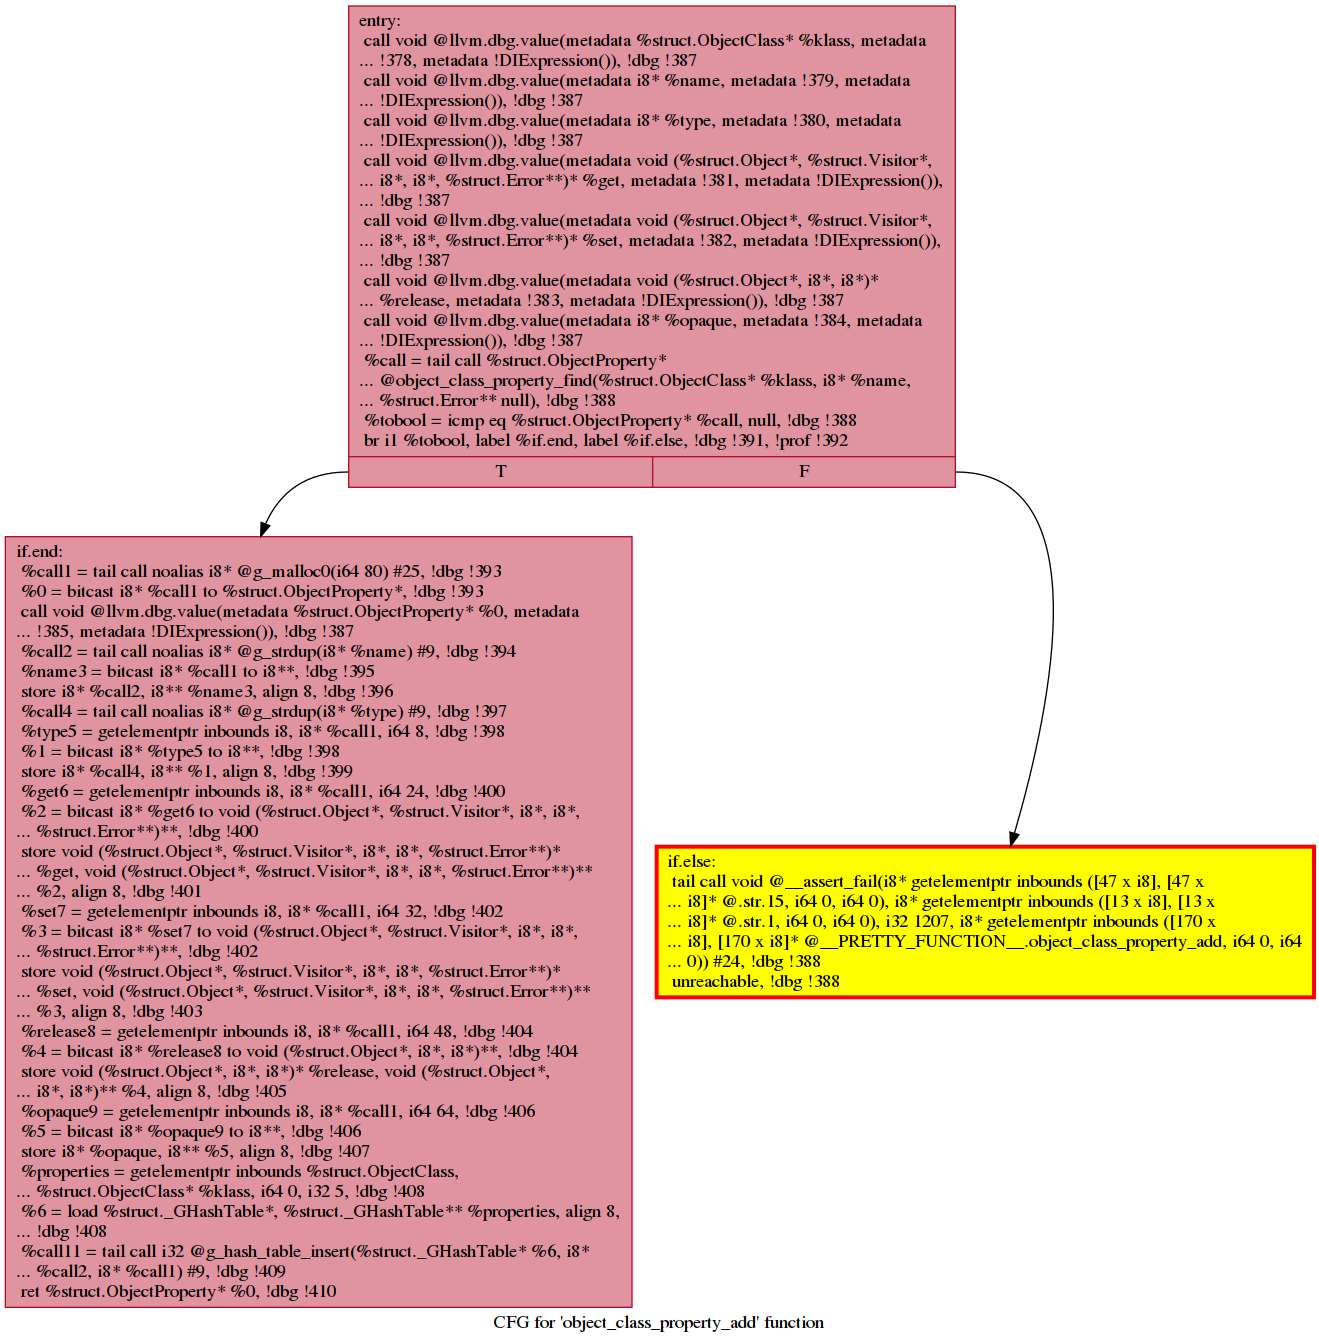 entry:
call void @llvm.dbg.value(metadata %struct.ObjectClass* %klass, metadata
... !378, metadata !DIExpression()), !dbg !387
call void @llvm.dbg.value(metadata i8* %name, metadata !379, metadata
... !DIExpression()), !dbg !387
call void @llvm.dbg.value(metadata i8* %type, metadata !380, metadata
... !DIExpression()), !dbg !387
call void @llvm.dbg.value(metadata void (%struct.Object*, %struct.Visitor*,
... i8*, i8*, %struct.Error**)* %get, metadata !381, metadata !DIExpression()),
... !dbg !387
call void @llvm.dbg.value(metadata void (%struct.Object*, %struct.Visitor*,
... i8*, i8*, %struct.Error**)* %set, metadata !382, metadata !DIExpression()),
... !dbg !387
call void @llvm.dbg.value(metadata void (%struct.Object*, i8*, i8*)*
... %release, metadata !383, metadata !DIExpression()), !dbg !387
call void @llvm.dbg.value(metadata i8* %opaque, metadata !384, metadata
... !DIExpression()), !dbg !387
%call = tail call %struct.ObjectProperty*
... @object_class_property_find(%struct.ObjectClass* %klass, i8* %name,
... %struct.Error** null), !dbg !388
%tobool = icmp eq %struct.ObjectProperty* %call, null, !dbg !388
br i1 %tobool, label %if.end, label %if.else, !dbg !391, !prof !392
T
F
if.end:
%call1 = tail call noalias i8* @g_malloc0(i64 80) #25, !dbg !393
%0 = bitcast i8* %call1 to %struct.ObjectProperty*, !dbg !393
call void @llvm.dbg.value(metadata %struct.ObjectProperty* %0, metadata
... !385, metadata !DIExpression()), !dbg !387
%call2 = tail call noalias i8* @g_strdup(i8* %name) #9, !dbg !394
%name3 = bitcast i8* %call1 to i8**, !dbg !395
store i8* %call2, i8** %name3, align 8, !dbg !396
%call4 = tail call noalias i8* @g_strdup(i8* %type) #9, !dbg !397
%type5 = getelementptr inbounds i8, i8* %call1, i64 8, !dbg !398
%1 = bitcast i8* %type5 to i8**, !dbg !398
store i8* %call4, i8** %1, align 8, !dbg !399
%get6 = getelementptr inbounds i8, i8* %call1, i64 24, !dbg !400
%2 = bitcast i8* %get6 to void (%struct.Object*, %struct.Visitor*, i8*, i8*,
... %struct.Error**)**, !dbg !400
store void (%struct.Object*, %struct.Visitor*, i8*, i8*, %struct.Error**)*
... %get, void (%struct.Object*, %struct.Visitor*, i8*, i8*, %struct.Error**)**
... %2, align 8, !dbg !401
%set7 = getelementptr inbounds i8, i8* %call1, i64 32, !dbg !402
%3 = bitcast i8* %set7 to void (%struct.Object*, %struct.Visitor*, i8*, i8*,
... %struct.Error**)**, !dbg !402
store void (%struct.Object*, %struct.Visitor*, i8*, i8*, %struct.Error**)*
... %set, void (%struct.Object*, %struct.Visitor*, i8*, i8*, %struct.Error**)**
... %3, align 8, !dbg !403
%release8 = getelementptr inbounds i8, i8* %call1, i64 48, !dbg !404
%4 = bitcast i8* %release8 to void (%struct.Object*, i8*, i8*)**, !dbg !404
store void (%struct.Object*, i8*, i8*)* %release, void (%struct.Object*,
... i8*, i8*)** %4, align 8, !dbg !405
%opaque9 = getelementptr inbounds i8, i8* %call1, i64 64, !dbg !406
%5 = bitcast i8* %opaque9 to i8**, !dbg !406
store i8* %opaque, i8** %5, align 8, !dbg !407
%properties = getelementptr inbounds %struct.ObjectClass,
... %struct.ObjectClass* %klass, i64 0, i32 5, !dbg !408
%6 = load %struct._GHashTable*, %struct._GHashTable** %properties, align 8,
... !dbg !408
%call11 = tail call i32 @g_hash_table_insert(%struct._GHashTable* %6, i8*
... %call2, i8* %call1) #9, !dbg !409
ret %struct.ObjectProperty* %0, !dbg !410
if.else:
tail call void @__assert_fail(i8* getelementptr inbounds ([47 x i8], [47 x
... i8]* @.str.15, i64 0, i64 0), i8* getelementptr inbounds ([13 x i8], [13 x
... i8]* @.str.1, i64 0, i64 0), i32 1207, i8* getelementptr inbounds ([170 x
... i8], [170 x i8]* @__PRETTY_FUNCTION__.object_class_property_add, i64 0, i64
... 0)) #24, !dbg !388
unreachable, !dbg !388
CFG for 'object_class_property_add' function